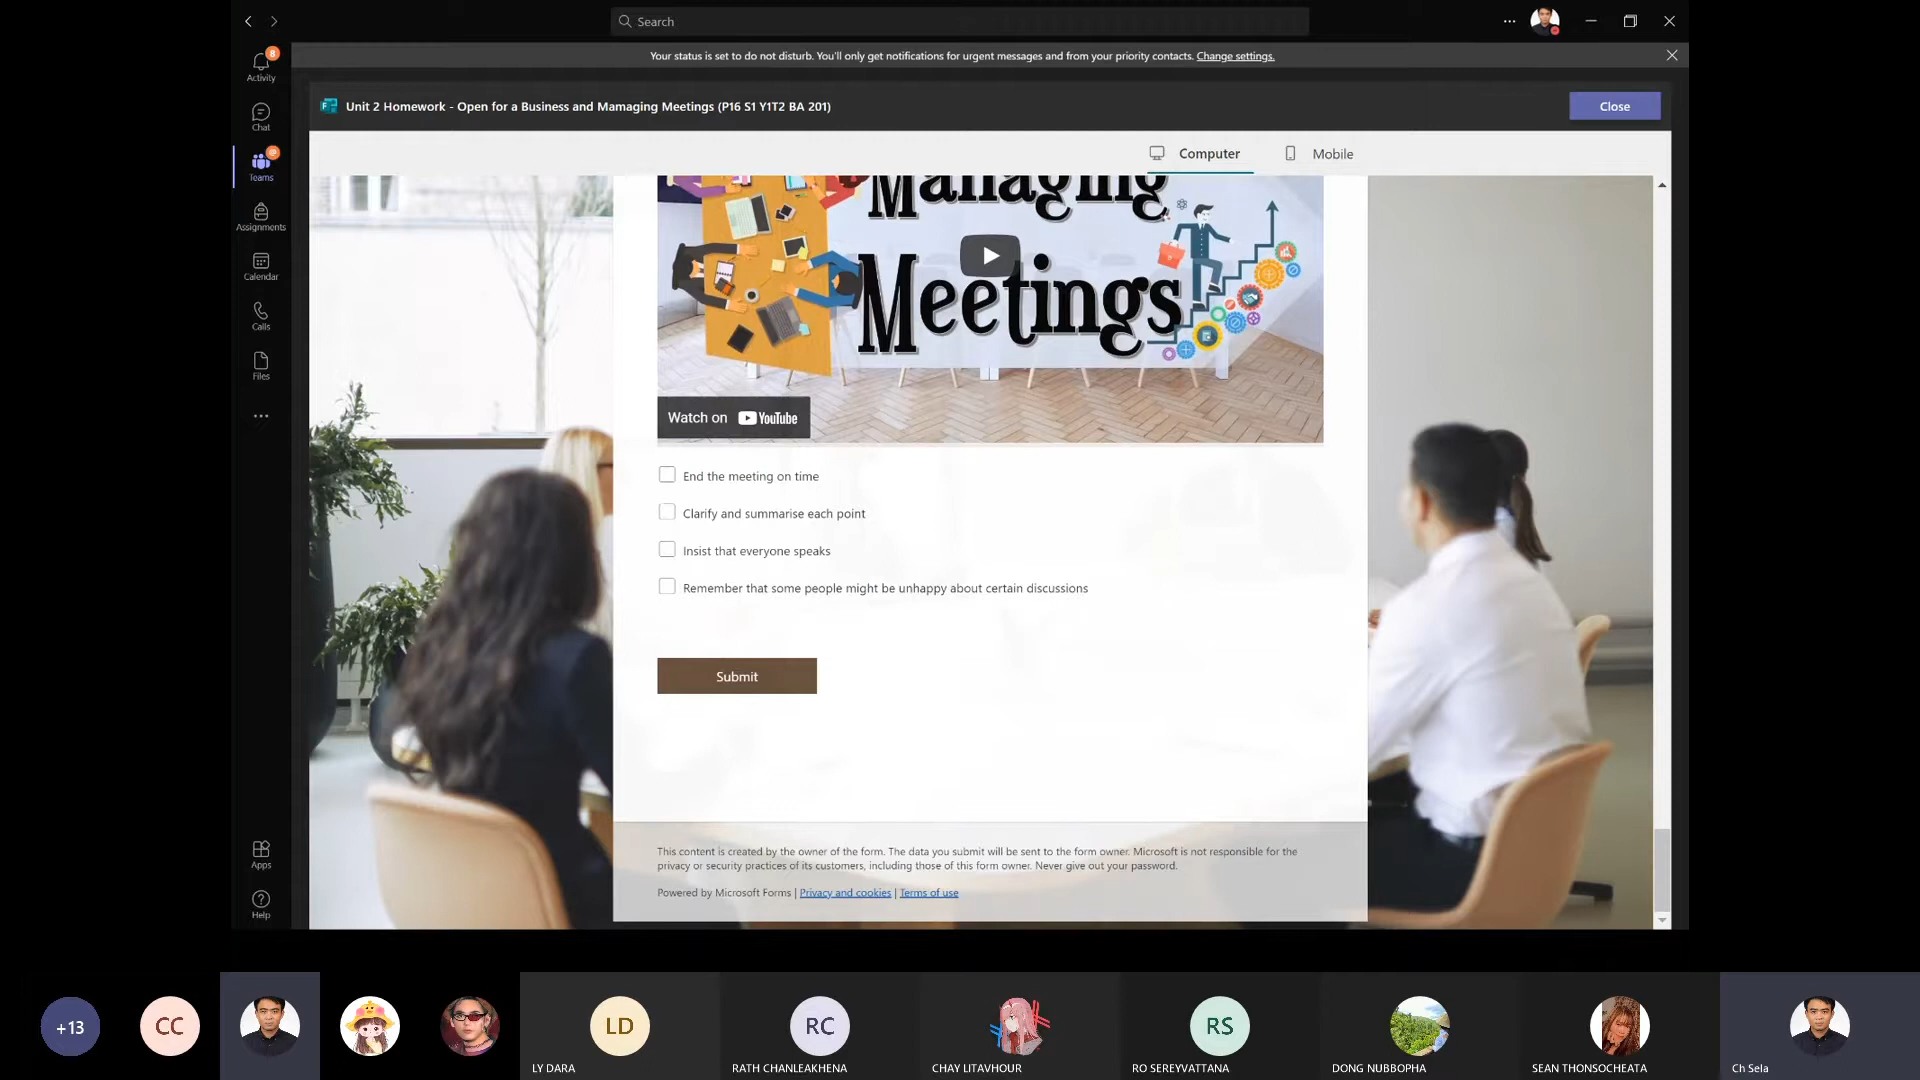 Search
8
Your status is set to do not disturb. You'll only get notifications for urgent messages and from your priority contacts. Change settings.
Activity
Unit 2 Homework - Open for a Business and Mamaging Meetings (P16 S1 Y1T2 BA 201)
Close
Chat
Computer
Mobile
Teams
Managing
Meetings
Assignments
Calendar
Calls
Files
Watch on YouTube
End the meeting on time
Clarify and summarise each point
Insist that everyone speaks
Remember that some people might be unhappy about certain discussions
Submit
This content is created by the owner of the form. The data you submit will be sent to the form owner. Microsoft is not responsible for the
privacy or security practices of its customers, including those of this form owner. Never give out your password.
Powered by Microsoft Forms | Privacy and cookies | Terms of use
Apps
Help
+13
CC
LD
RC
RS
LY DARA
RATH CHANLEAKHENA
CHAY LITAVHOUR
RO SEREYVATTANA
DONG NUBBOPHA
SEAN THONSOCHEATA
Ch Sela